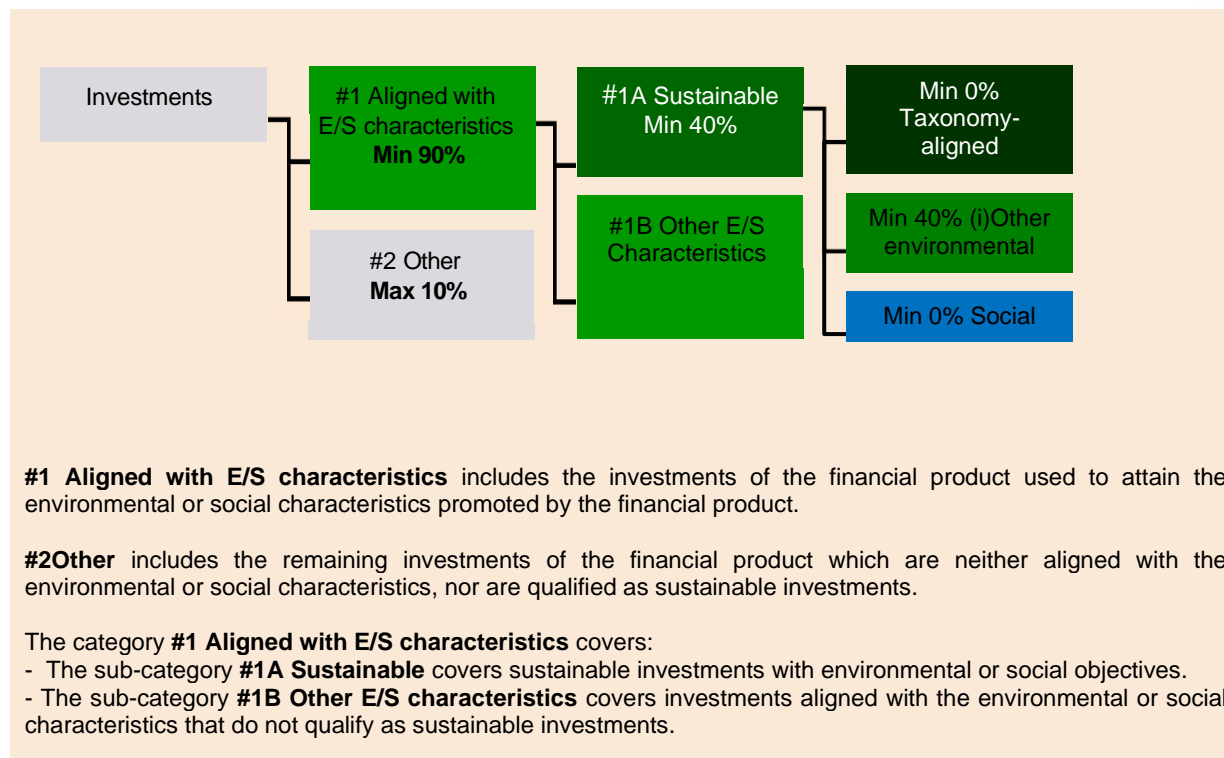 Investments
#1 Aligned with
E/S characteristics
Min 90%
#2 Other
Max 10%
#1A Sustainable
Min 40%
#1B Other E/S
Characteristics
Min 0%
Taxonomy-
aligned
Min 40% (i)Other
environmental
Min 0% Social
#1 Aligned with E/S characteristics includes the investments of the financial product used to attain the
environmental or social characteristics promoted by the financial product.
#2Other includes the remaining investments of the financial product which are neither aligned with the
environmental or social characteristics, nor are qualified as sustainable investments.
The category #1 Aligned with E/S characteristics covers:
- The sub-category #1A Sustainable covers sustainable investments with environmental or social objectives.
- The sub-category #1B Other E/S characteristics covers investments aligned with the environmental or social
characteristics that do not qualify as sustainable investments.